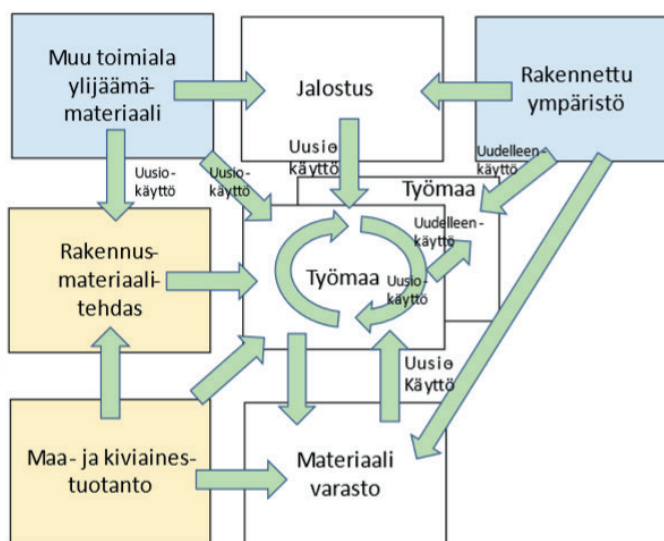 Muu toimiala
ylijäämä-
materiaali
Jalostus
Rakennettu
ympäristö
Uusio-
käyttö
Uusio-
käyttö
Uusio
käyttö
Uudelleen-
käyttö
Työmaa
Rakennus-
materiaali-
tehdas
Työmaa
Uusio-
käyttö
Uudelleen-
käyttö
Uusio
Käyttö
Maa- ja kiviaines-
tuotanto
Materiaali
varasto